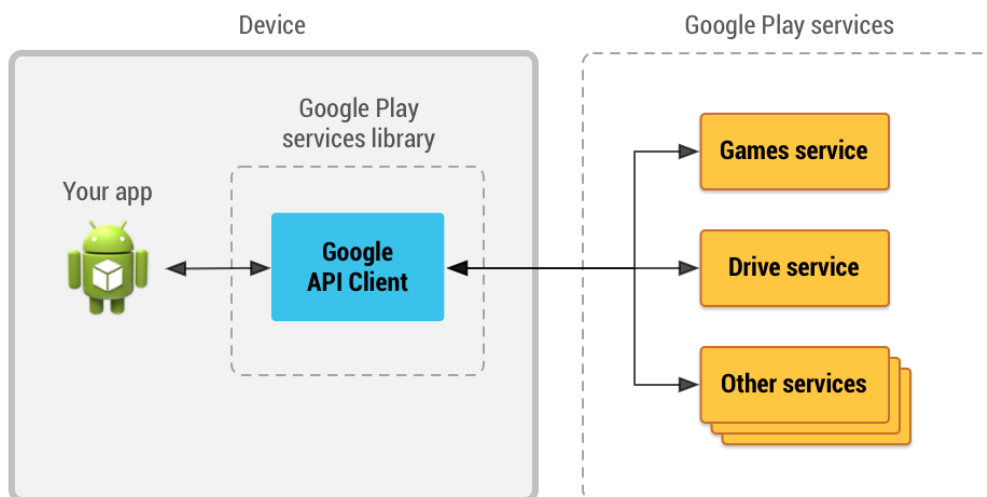 Device
Google Play services
Google Play
services library
Your app
Google
API Client
Games service
Drive service
Other services